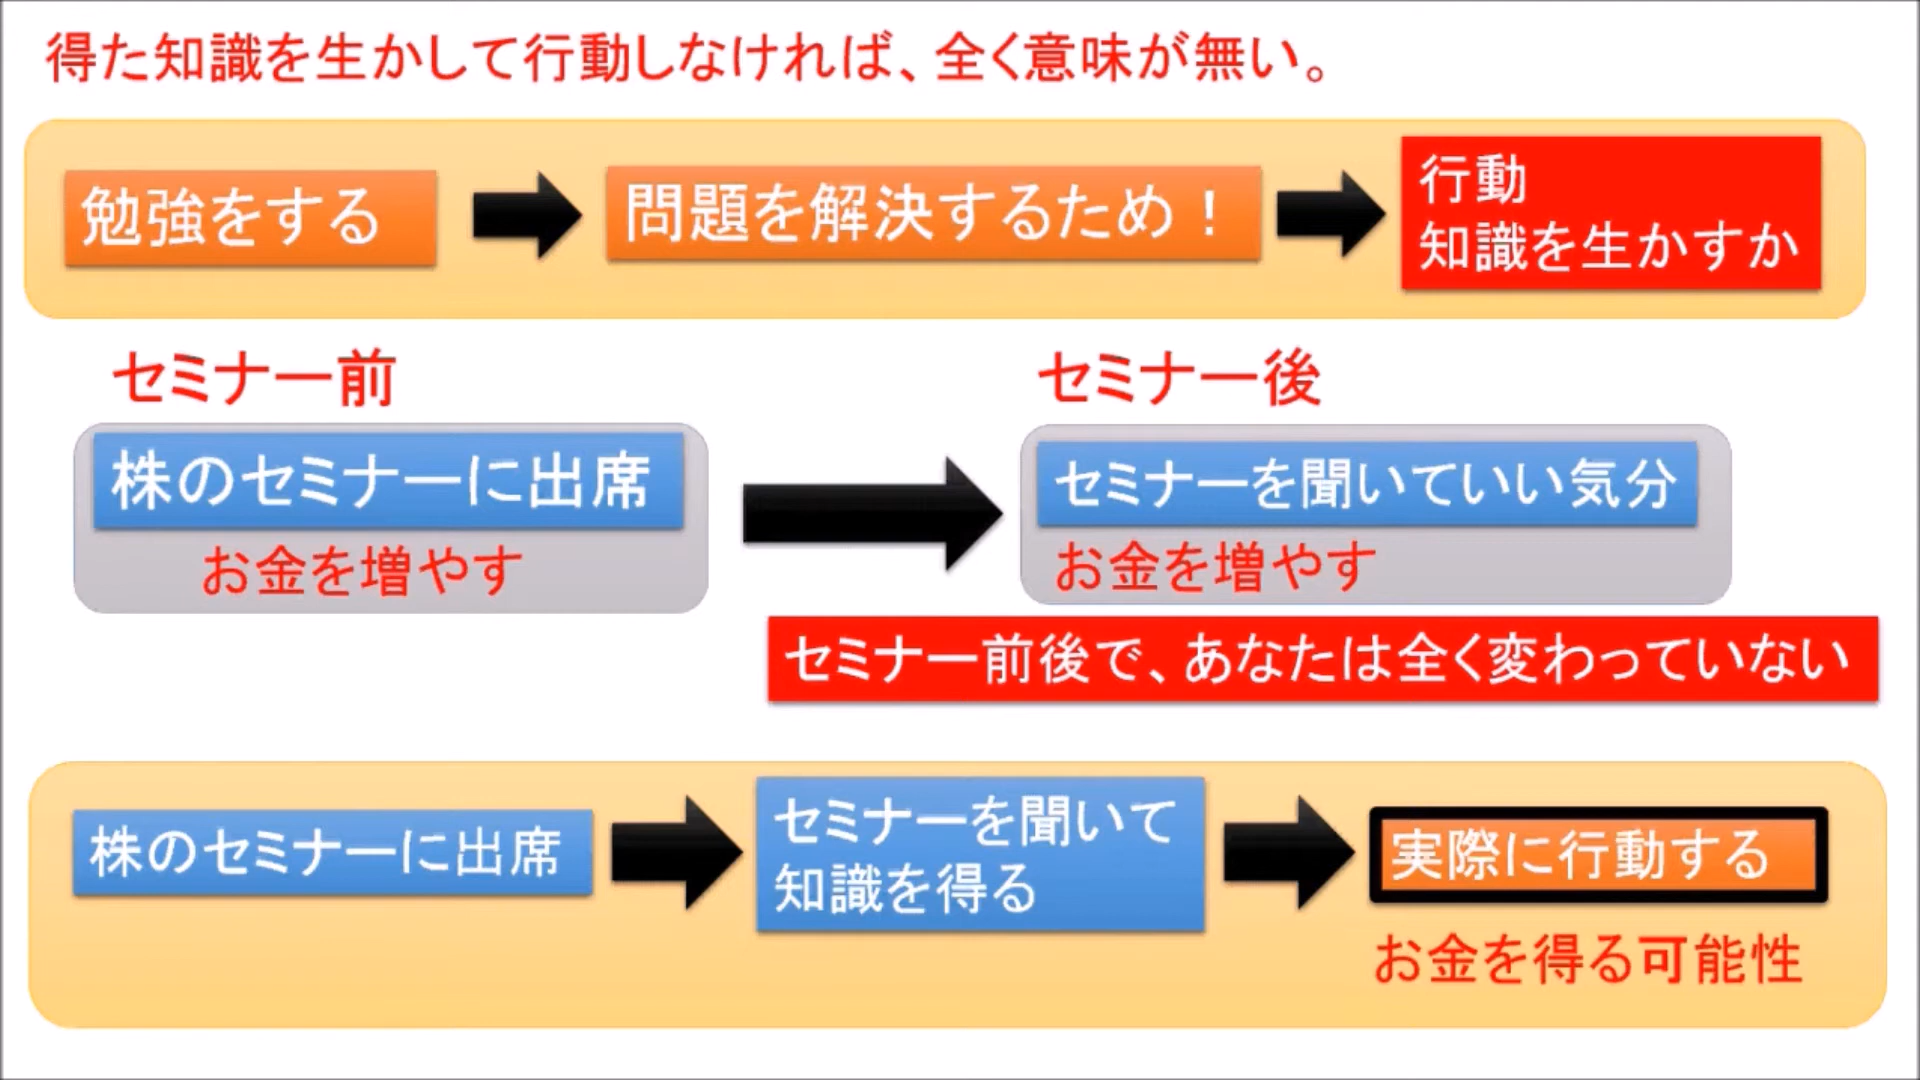 得た知識を生かして行動しなければ、全く意味が無い。
勉強をする
問題を解決するため！
行動
知識を生かすか
セミナー前
セミナー後
株のセミナーに出席
お金を増やす
セミナーを聞いていい気分
お金を増やす
セミナー前後で、あなたは全く変わっていない
株のセミナーに出席
セミナーを聞いて
知識を得る
実際に行動する
お金を得る可能性